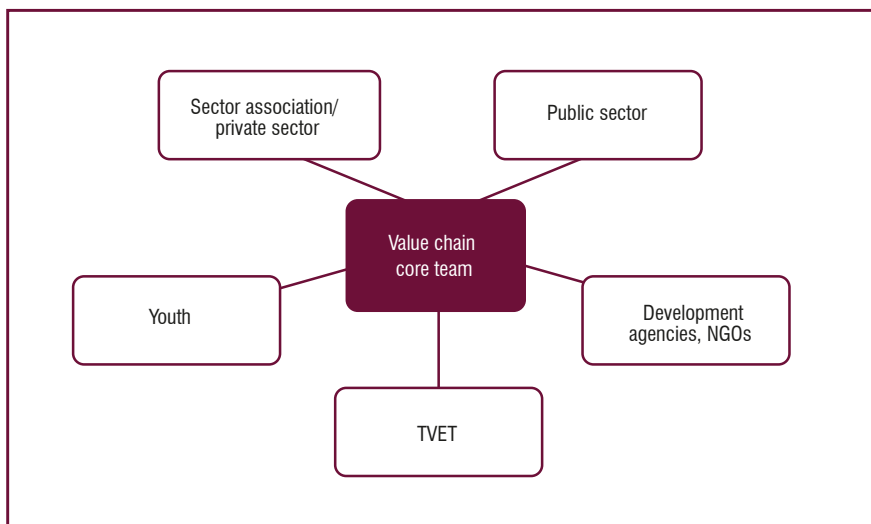 Sector association/
private sector
Public sector
Value chain
core team
Youth
Development
agencies, NGOs
TVET